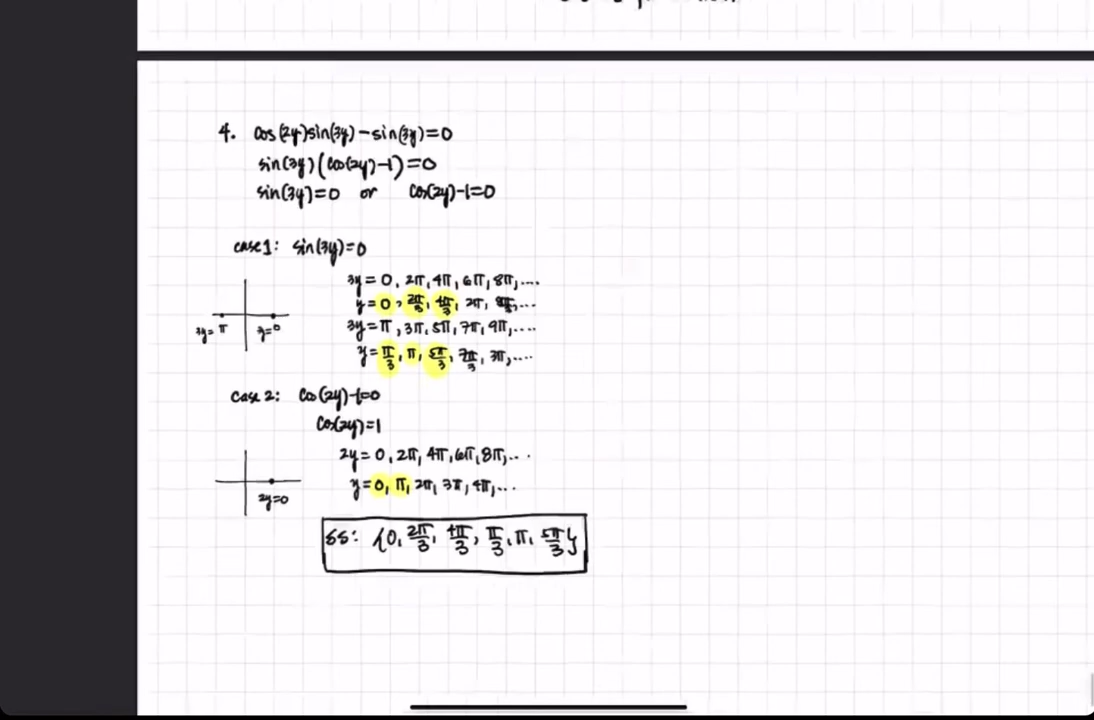 4. cos(2y)sin(3y)-sin(3y)=0
sin(3y)(cos(2y)-1)=0
sin(3y)=0 or cos(2y)-1=0
case 1: sin(3y)=0
3y=0, 2π, 4π, 6π, 8π, ....
y=0, 2π/3, 4π/3, 2π, 8π/3, ...
3y=π, 3π, 5π, 7π, 9π, ....
y=π/3, π, 5π/3, 7π/3, 3π, ....
3y=π
y=0
case 2: cos(2y)-1=0
cos(2y)=1
2y=0, 2π, 4π, 6π, 8π, ...
y=0, π, 2π, 3π, 4π, ...
2y=0
SS: {0, 2π/3, 4π/3, π/3, π, 5π/3}